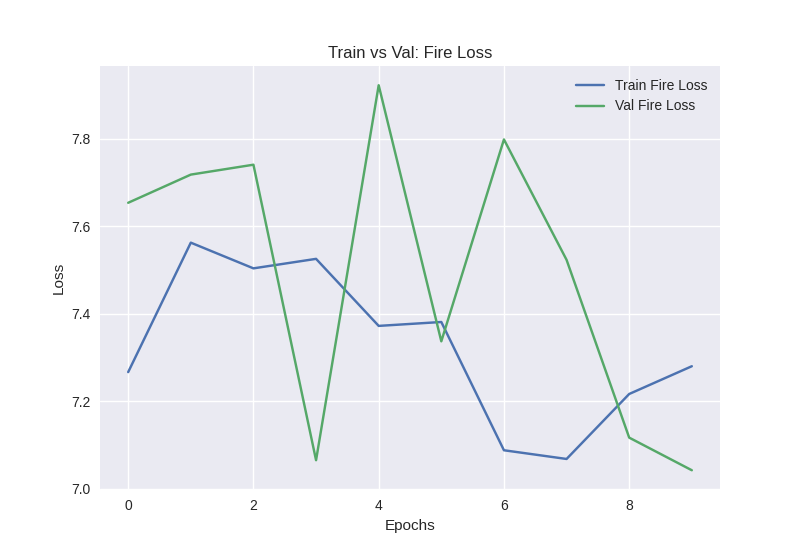 Train vs Val: Fire Loss
Train Fire Loss
Val Fire Loss
Loss
7.8
7.6
7.4
7.2
7.0
0 2 4 6 8
Epochs